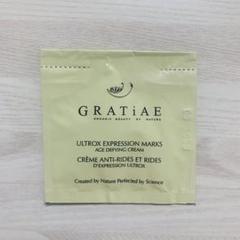 GRATiAE
ORGANIC BEAUTY BY NATURE
ULTROX EXPRESSION MARKS
AGE DEFYING CREAM
CRÈME ANTI-RIDES ET RIDES
D'EXPRESSION ULTROX
Created by Nature Perfected by Science